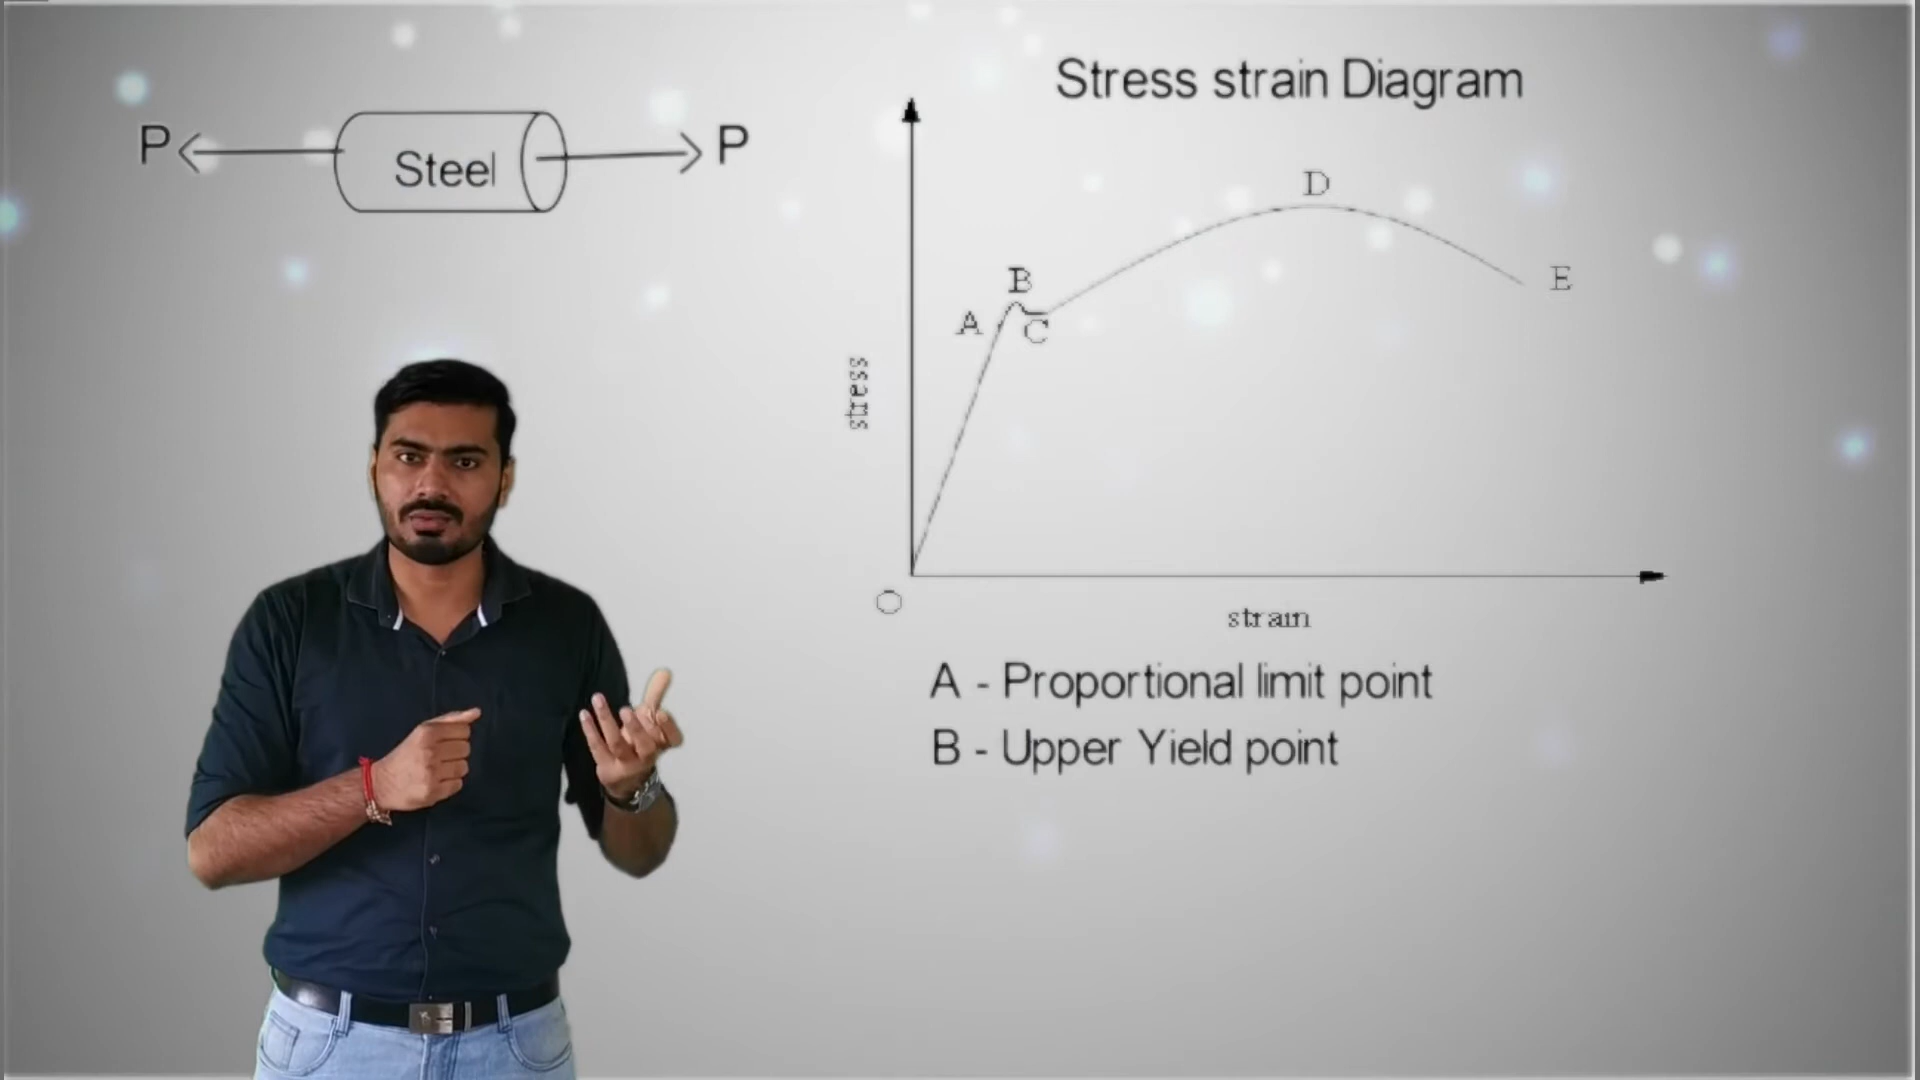 P
Steel
P
Stress strain Diagram
D
B
E
A
C
stress
O
strain
A - Proportional limit point
B - Upper Yield point